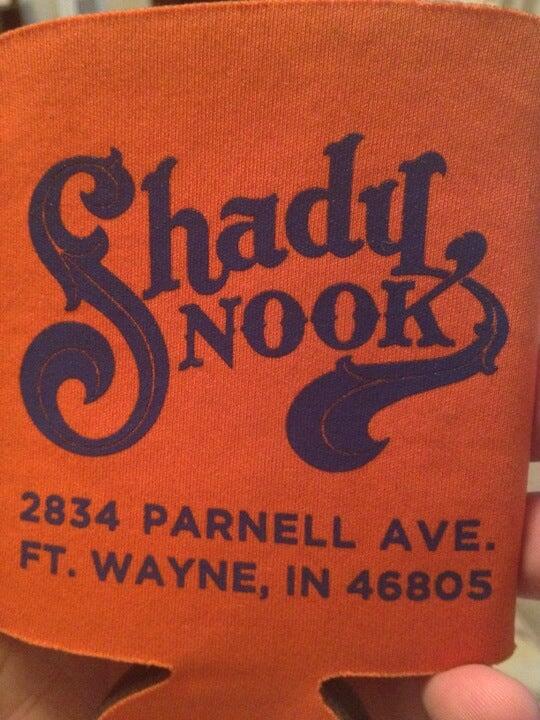 Shady
NOOK
2834 PARNELL AVE.
FT. WAYNE, IN 46805